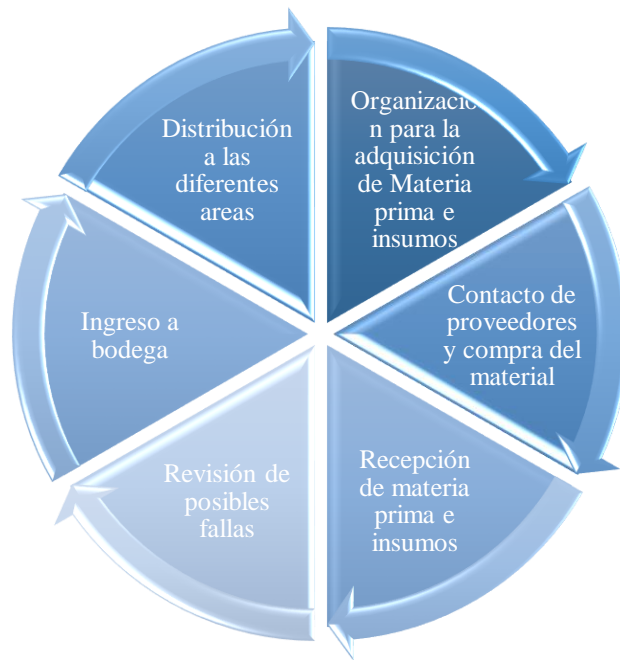 Organizació
n para la
adquisición
de Materia
prima e
insumos
Contacto de
proveedores
y compra del
material
Recepción
de materia
prima e
insumos
Revisión de
posibles
fallas
Ingreso a
bodega
Distribución
a las
diferentes
areas